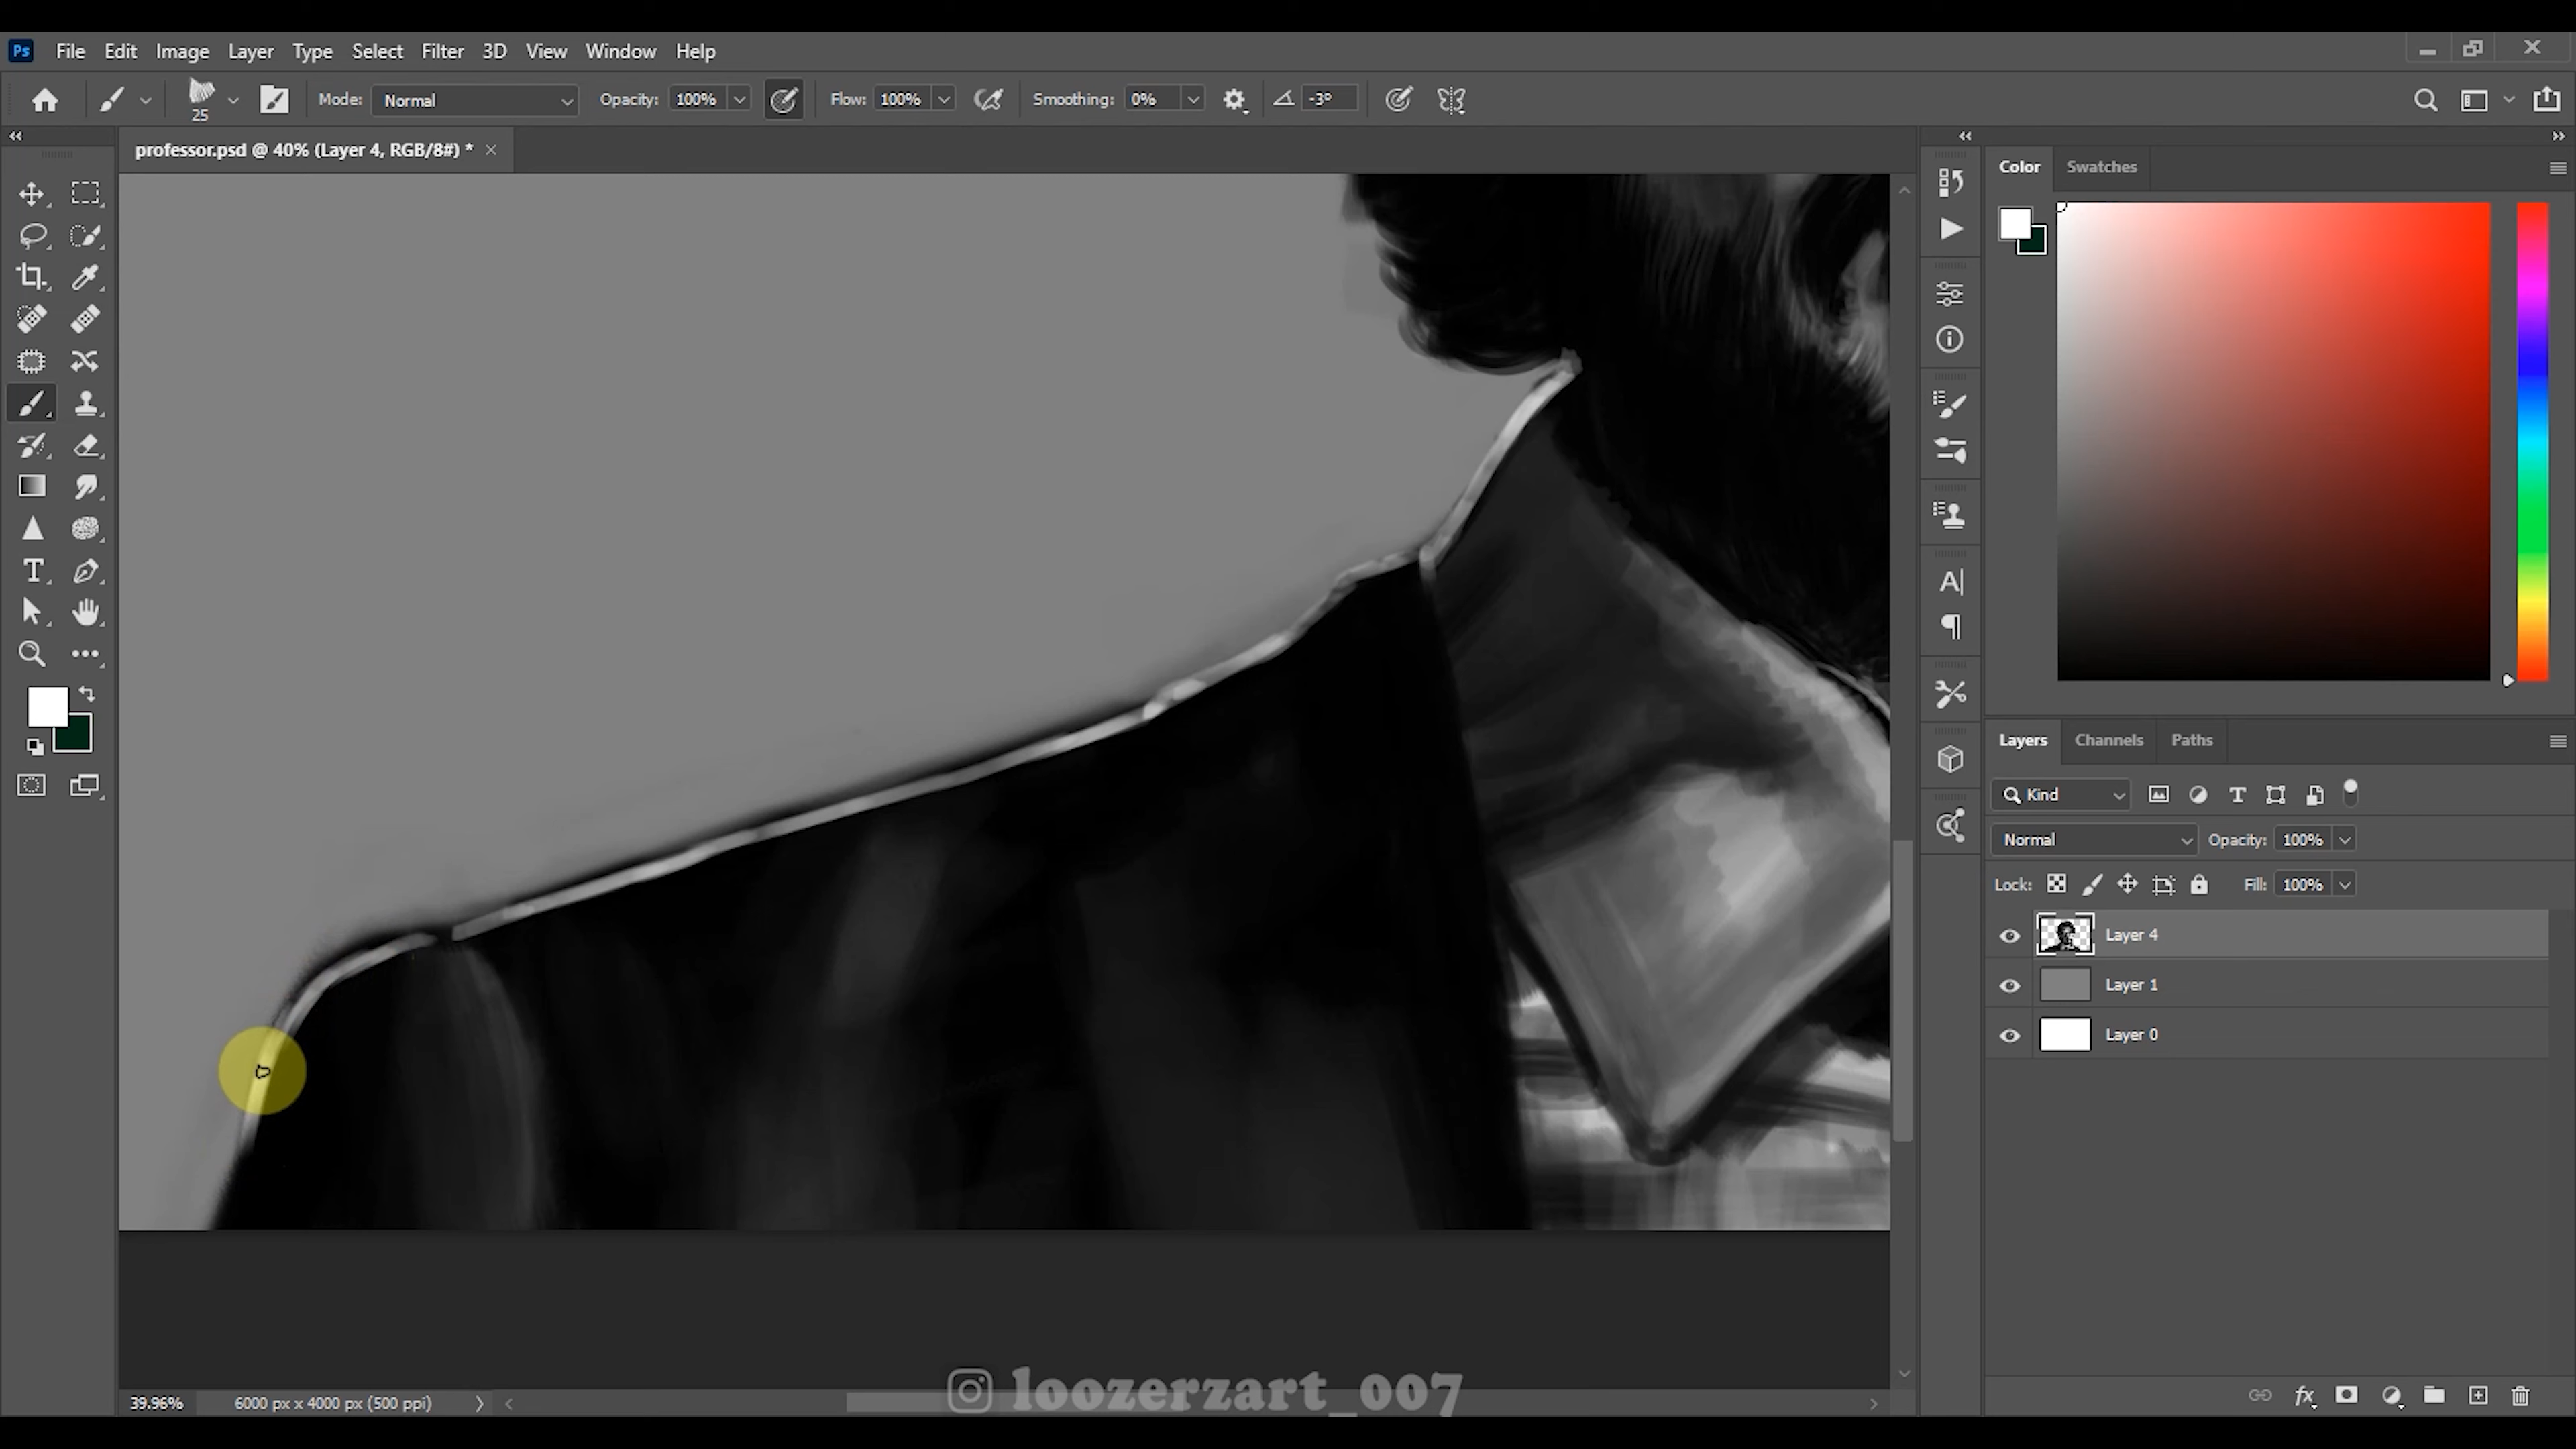 Ps File Edit Image Layer Type Select Filter 3D View Window Help
25 Mode: Normal Opacity: 100% Flow: 100% Smoothing: 0% -3°
professor.psd @ 40% (Layer 4, RGB/8#) *
Color Swatches
Layers Channels Paths
Kind
Normal Opacity: 100%
Lock: Fill: 100%
Layer 4
Layer 1
Layer 0
39.96% 6000 px x 4000 px (500 ppi)
loozerzart_007